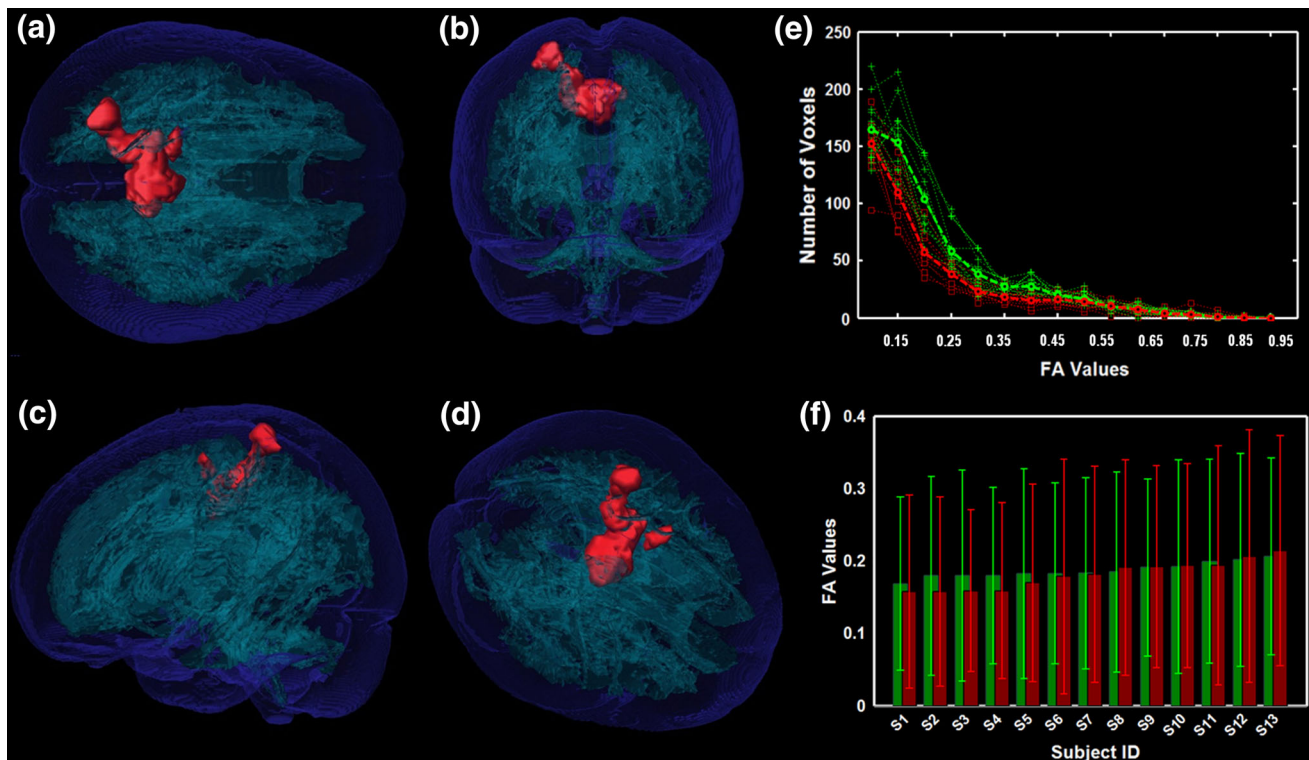 (a)
(b)
(c)
(d)
(e)
250
200
150
100
50
0
Number of Voxels
0.15 0.25 0.35 0.45 0.55 0.65 0.75 0.85 0.95
FA Values
(f)
0.4
0.3
0.2
0.1
0
FA Values
S1 S2 S3 S4 S5 S6 S7 S8 S9 S10 S11 S12 S13
Subject ID